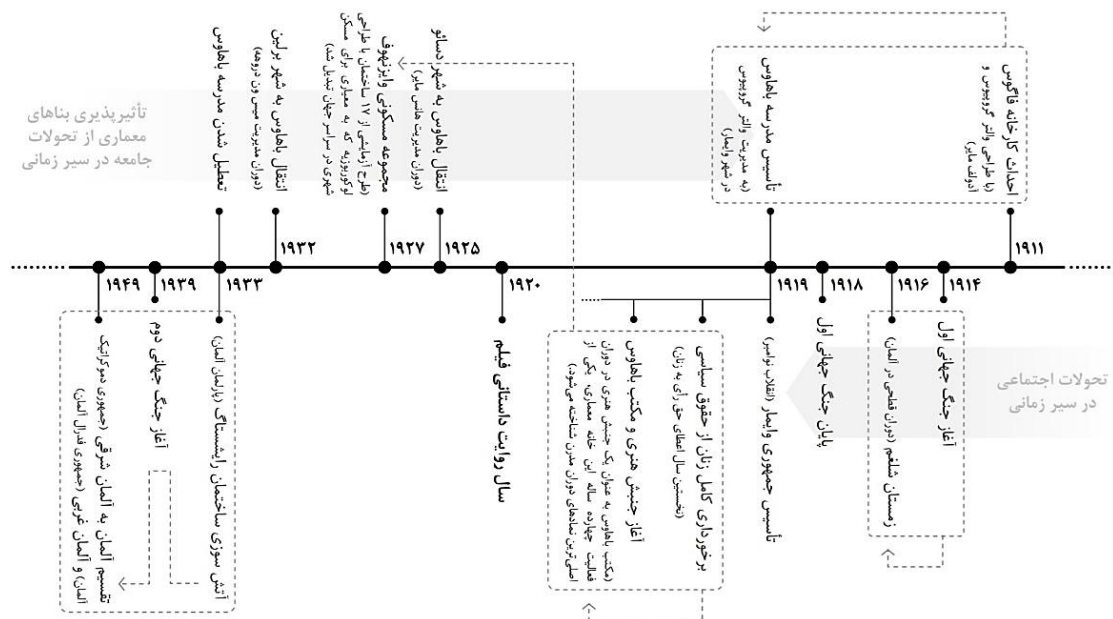 احداث کارخانه فاگوس
(با طراحی والتر گروپیوس و
آدولف مایر)
تأسیس مدرسه باهاوس
(به مدیریت والتر گروپیوس
در شهر وایمار)
انتقال باهاوس به شهر دسائو
(دوران مدیریت هانس مایر)
مجموعه مسکونی وایزنهوف
(طرح آزمایشی از ۱۷ ساختمان با طراحی
لوکوربوزیه که به معیاری برای مسکن
شهری در سراسر جهان تبدیل شد)
انتقال باهاوس به شهر برلین
(دوران مدیریت میس ون دروهه)
تعطیل شدن مدرسه باهاوس
تأثیرپذیری بناهای
معماری از تحولات
جامعه در سیر زمانی
۱۹۱۱
۱۹۱۴
۱۹۱۶
۱۹۱۸
۱۹۱۹
۱۹۲۰
۱۹۲۵
۱۹۲۷
۱۹۳۲
۱۹۳۳
۱۹۳۹
۱۹۴۹
تحولات اجتماعی
در سیر زمانی
آغاز جنگ جهانی اول
زمستان شلغم (دوران قحطی در آلمان)
پایان جنگ جهانی اول
تأسیس جمهوری وایمار (انقلاب نوامبر)
برخورداری کامل زنان از حقوق سیاسی
(نخستین سال اعطای حق رأی به زنان)
آغاز جنبش هنری و مکتب باهاوس
(مکتب باهاوس به عنوان یک جنبش هنری در دوران
فعالیت چهارده ساله این خانه معماری، یکی از
اصلی‌ترین نمادهای دوران مدرن شناخته می‌شود)
سال روایت داستانی فیلم
آتش سوزی ساختمان رایشستاگ (پارلمان آلمان)
آغاز جنگ جهانی دوم
تقسیم آلمان به آلمان شرقی (جمهوری دموکراتیک
آلمان) و آلمان غربی (جمهوری فدرال آلمان)